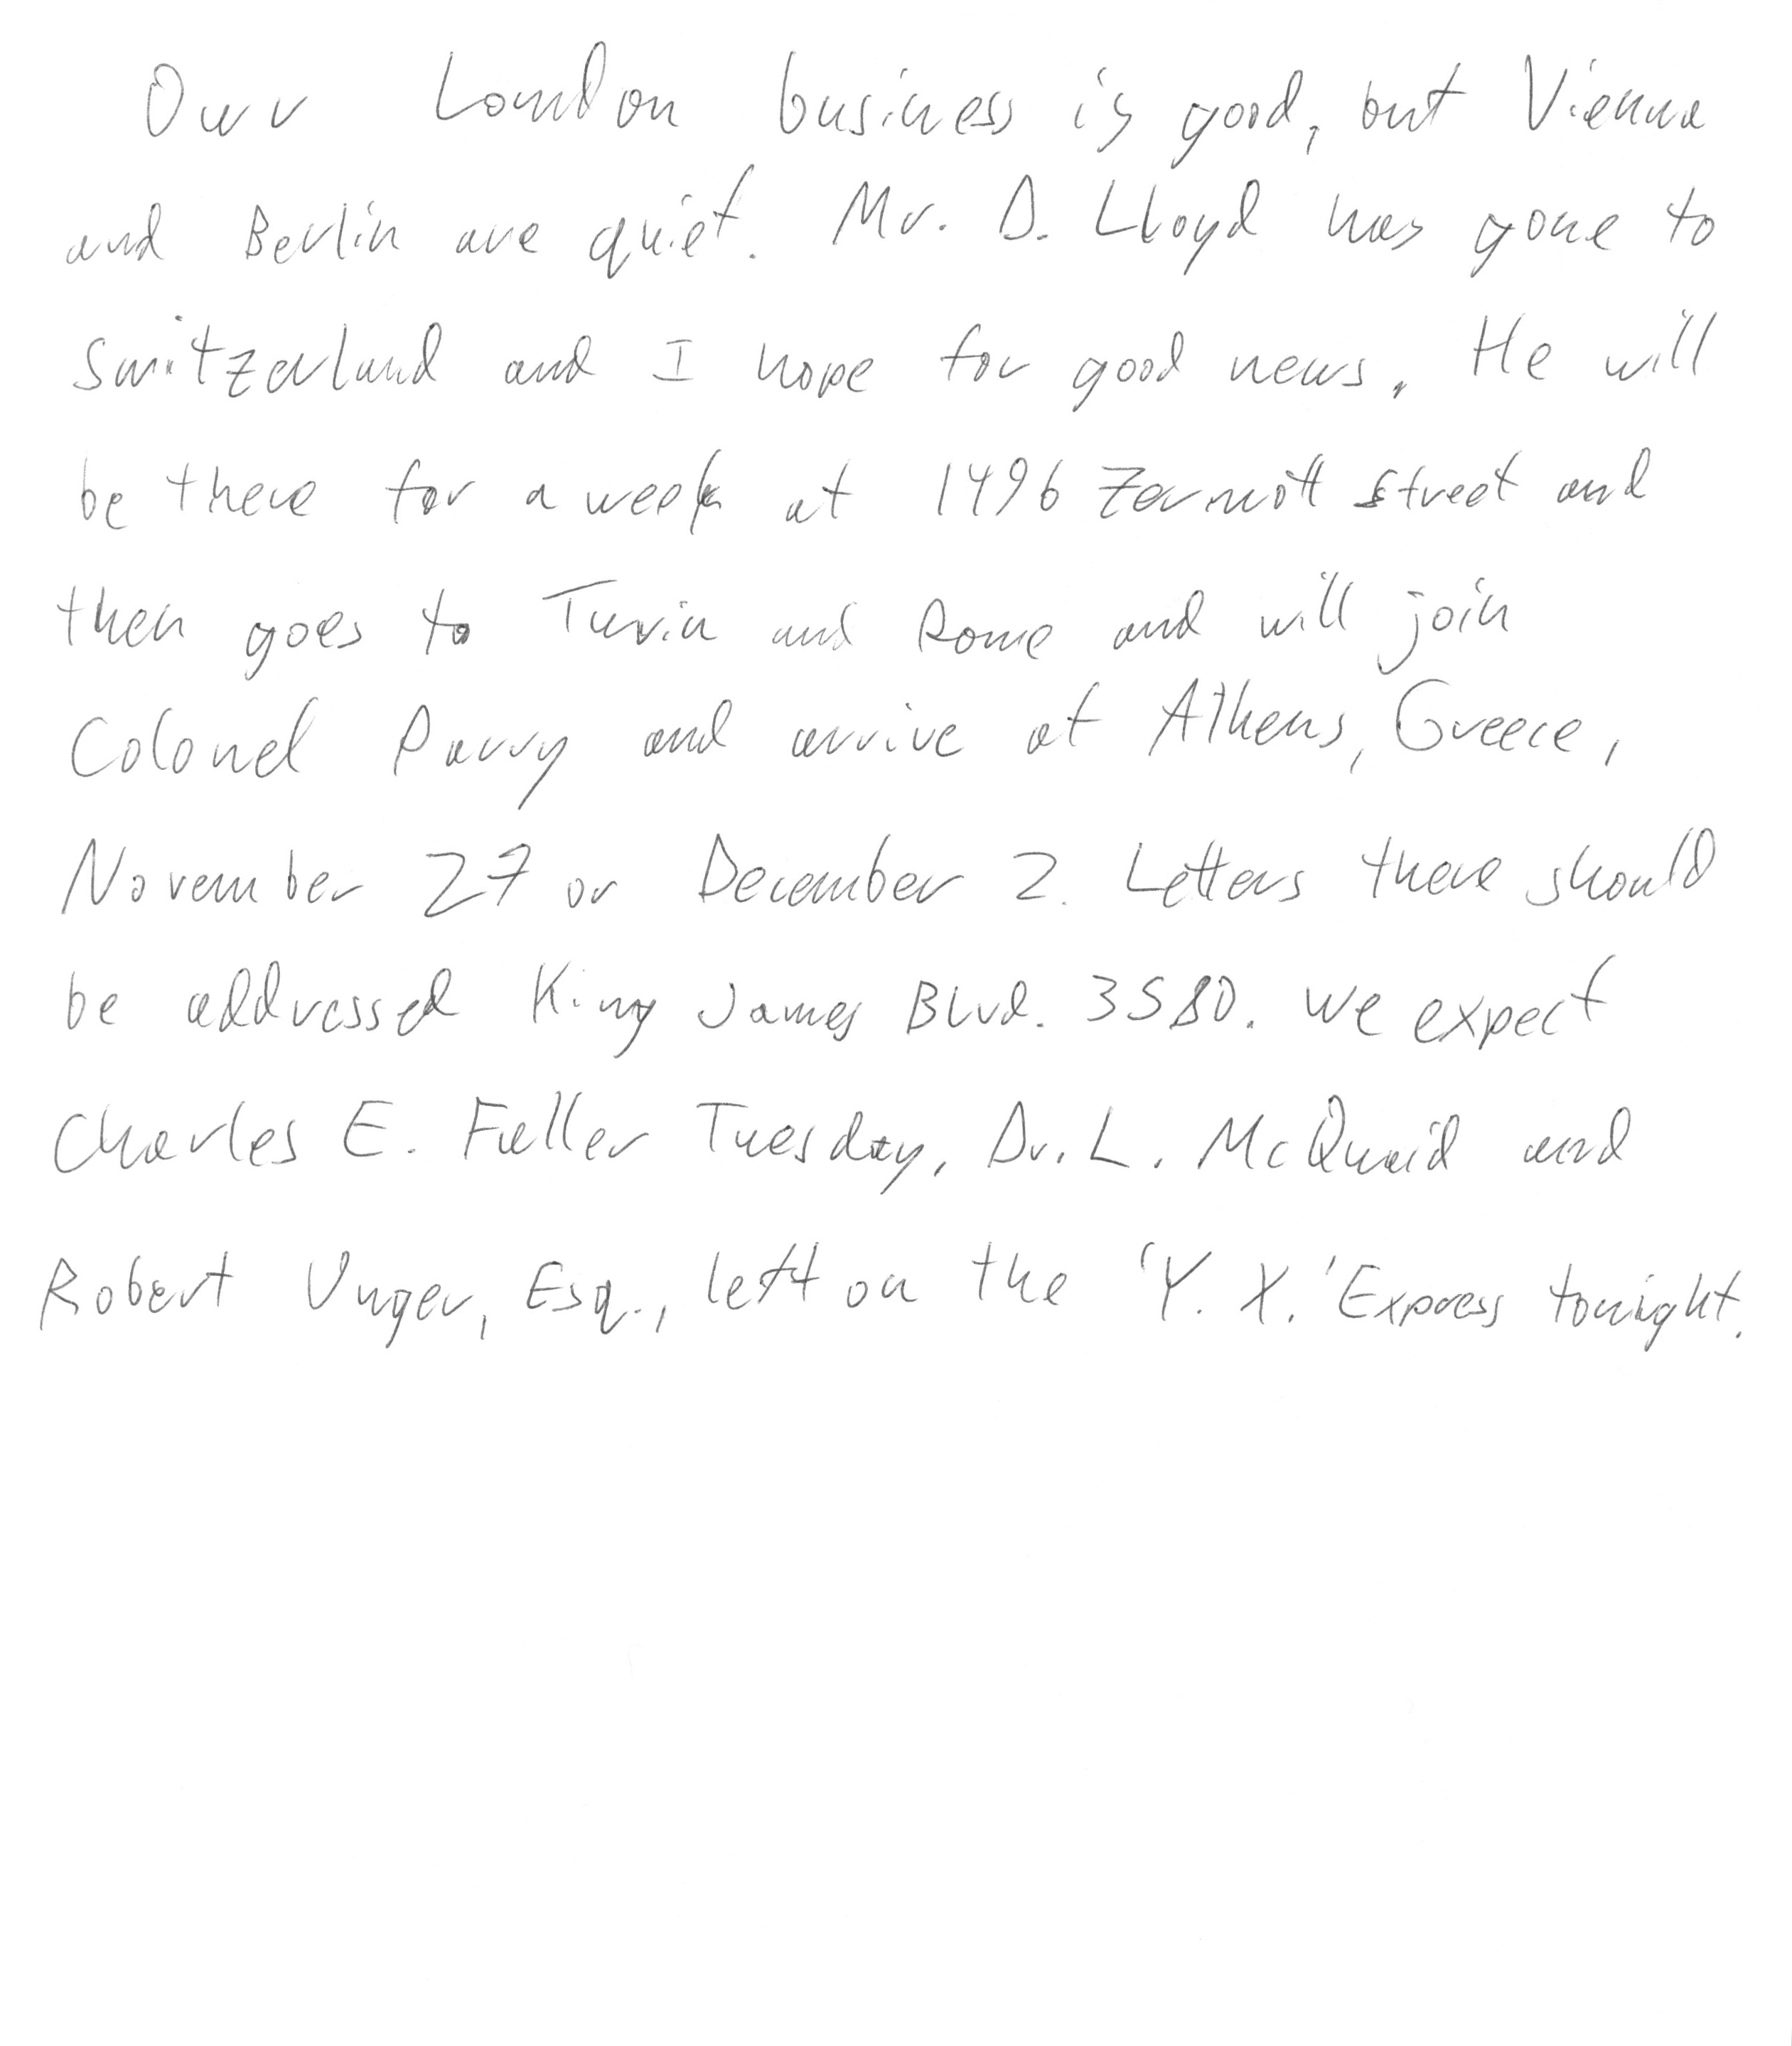 Our London business is good, but Vienna
and Berlin are quiet. Mr. D. Lloyd has gone to
Switzerland and I hope for good news. He will
be there for a week at 1496 Zermott Street and
then goes to Turin and Rome and will join
Colonel Parry and arrive at Athens, Greece,
November 27 or December 2. Letters there should
be addressed King James Blvd. 3580. We expect
Charles E. Fuller Tuesday, Dr. L. McQuaid and
Robert Unger, Esq., left on the 'Y. X.' Express tonight.